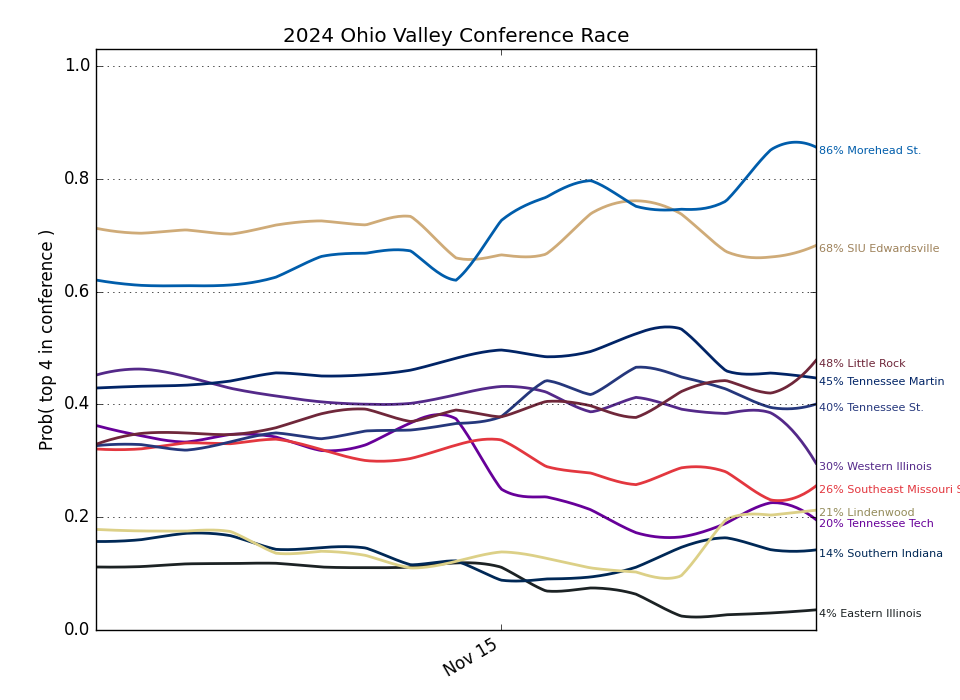 2024 Ohio Valley Conference Race
Prob( top 4 in conference )
1.0
0.8
0.6
0.4
0.2
0.0
Nov 15
86% Morehead St.
68% SIU Edwardsville
48% Little Rock
45% Tennessee Martin
40% Tennessee St.
30% Western Illinois
26% Southeast Missouri S
21% Lindenwood
20% Tennessee Tech
14% Southern Indiana
4% Eastern Illinois